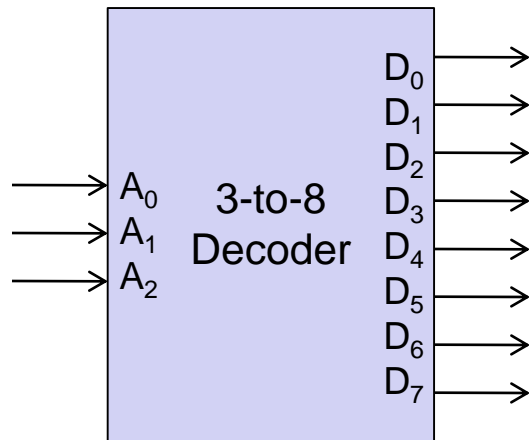 A₀
A₁
A₂
3-to-8
Decoder
D₀
D₁
D₂
D₃
D₄
D₅
D₆
D₇